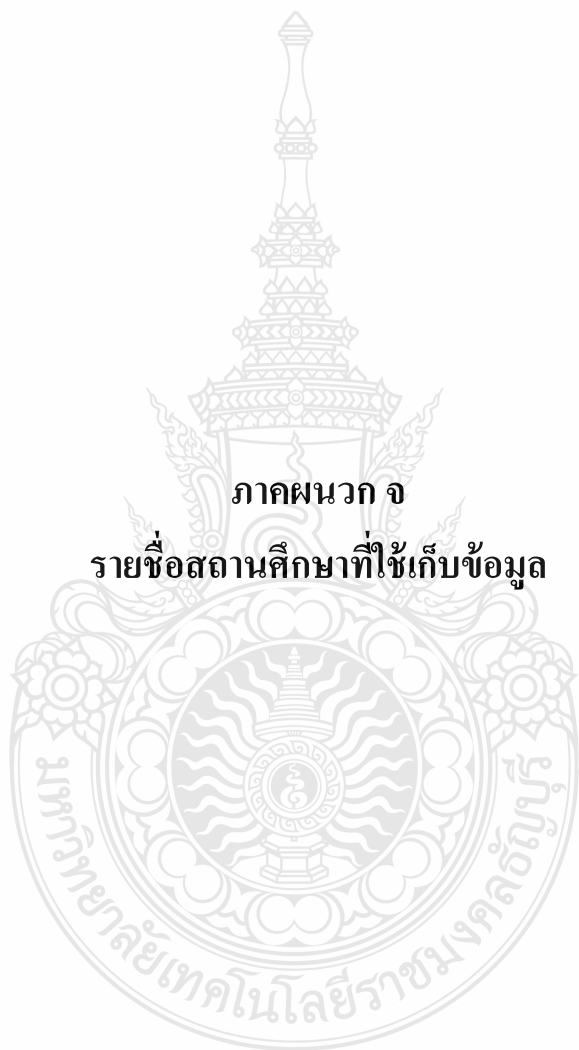 ภาคผนวก จ
รายชื่อสถานศึกษาที่ใช้เก็บข้อมูล
มหาวิทยาลัยเทคโนโลยีราชมงคลธัญบุรี